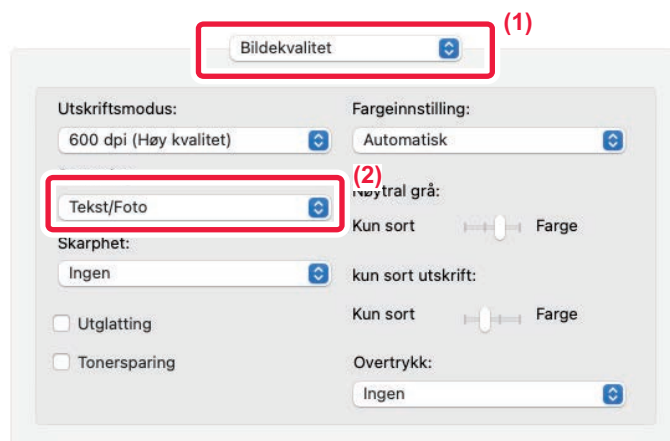 (1)
Bildekvalitet
Utskriftsmodus:
600 dpi (Høy kvalitet)
(2)
Tekst/Foto
Skarphet:
Ingen
Utglatting
Tonersparing
Fargeinnstilling:
Automatisk
Nøytral grå:
Kun sort Farge
kun sort utskrift:
Kun sort Farge
Overtrykk:
Ingen